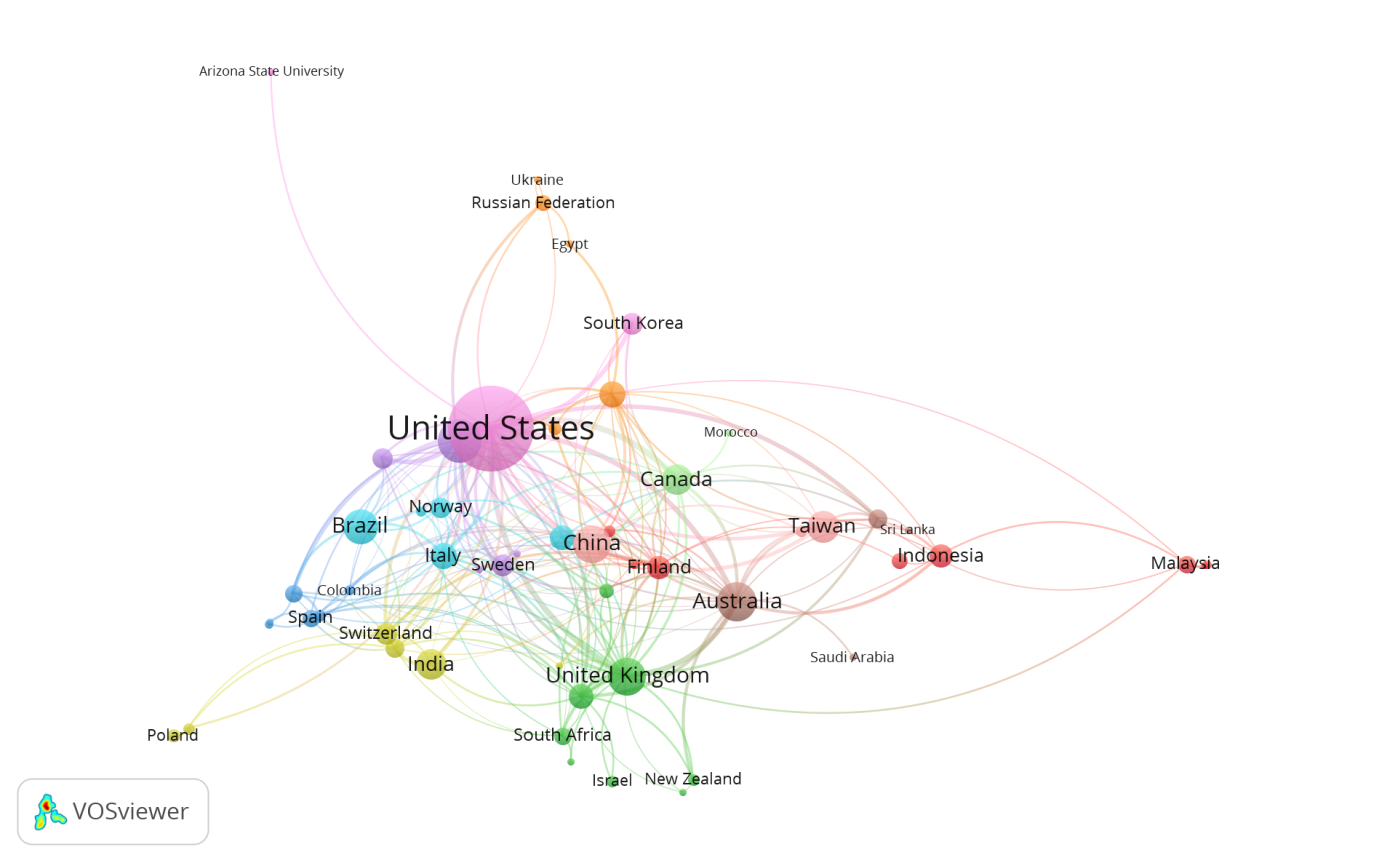 Arizona State University
Ukraine
Russian Federation
Egypt
South Korea
United States
Morocco
Canada
Norway
Brazil
Taiwan
Sri Lanka
China
Italy
Indonesia
Sweden
Finland
Malaysia
Colombia
Australia
Spain
Switzerland
Saudi Arabia
India
United Kingdom
Poland
South Africa
Israel
New Zealand
VOSviewer